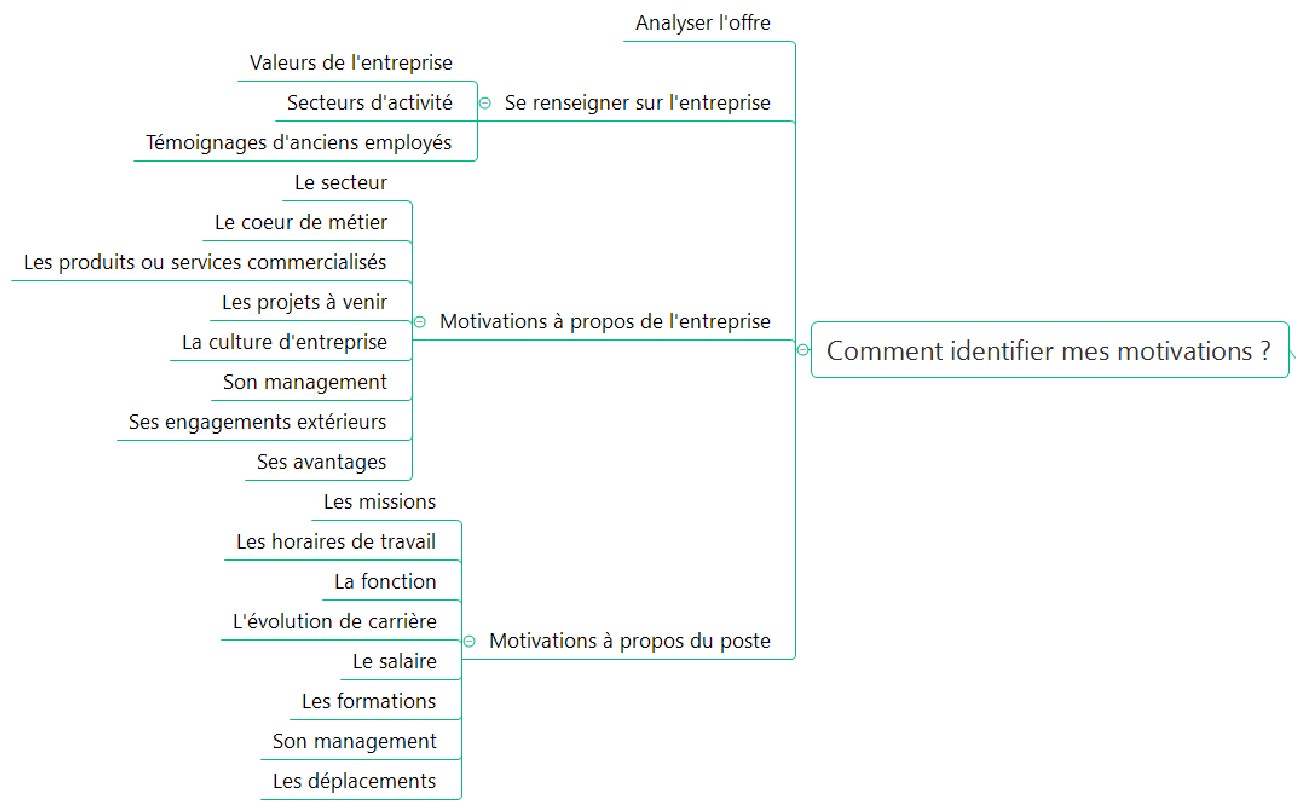 Analyser l'offre
Valeurs de l'entreprise
Secteurs d'activité
Se renseigner sur l'entreprise
Témoignages d'anciens employés
Le secteur
Le coeur de métier
Les produits ou services commercialisés
Les projets à venir
Motivations à propos de l'entreprise
La culture d'entreprise
Comment identifier mes motivations ?
Son management
Ses engagements extérieurs
Ses avantages
Les missions
Les horaires de travail
La fonction
L'évolution de carrière
Motivations à propos du poste
Le salaire
Les formations
Son management
Les déplacements